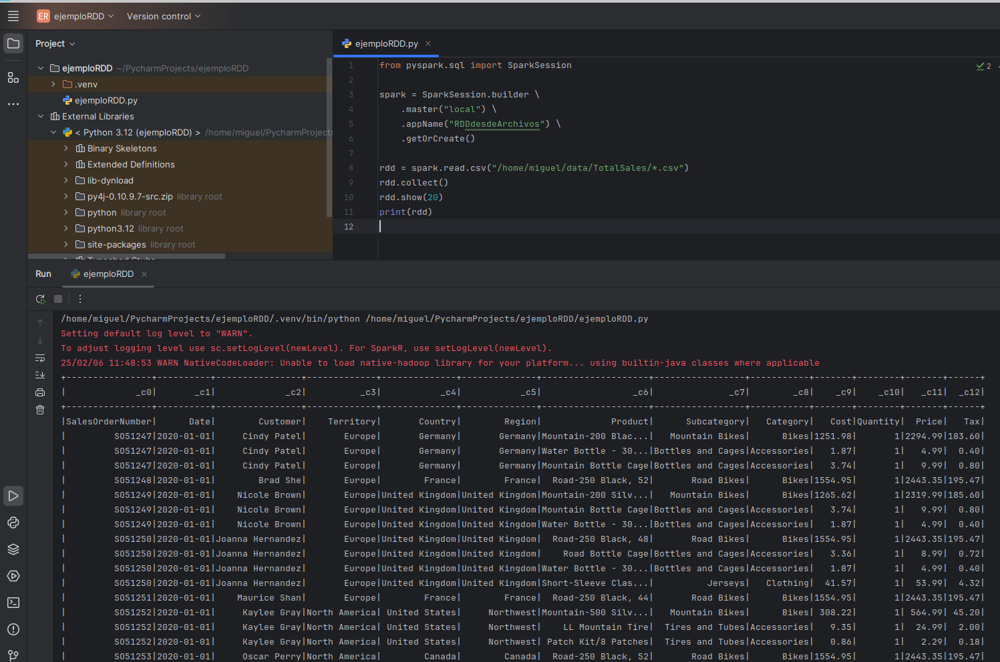 ER ejemploRDD Version control
Project
ejemploRDD ~/PycharmProjects/ejemploRDD
.venv
ejemploRDD.py
External Libraries
< Python 3.12 (ejemploRDD) > /home/miguel/PycharmProjects
Binary Skeletons
Extended Definitions
lib-dynload
py4j-0.10.9.7-src.zip library root
python library root
python3.12 library root
site-packages library root
Typeshed Stubs
ejemploRDD.py
2
1 from pyspark.sql import SparkSession
2
3 spark = SparkSession.builder \
4 .master("local") \
5 .appName("RDDdesdeArchivos") \
6 .getOrCreate()
7
8 rdd = spark.read.csv("/home/miguel/data/TotalSales/*.csv")
9 rdd.collect()
10 rdd.show(20)
11 print(rdd)
12
Run ejemploRDD
/home/miguel/PycharmProjects/ejemploRDD/.venv/bin/python /home/miguel/PycharmProjects/ejemploRDD/ejemploRDD.py
Setting default log level to "WARN".
To adjust logging level use sc.setLogLevel(newLevel). For SparkR, use setLogLevel(newLevel).
25/02/06 11:48:53 WARN NativeCodeLoader: Unable to load native-hadoop library for your platform... using builtin-java classes where applicable
+----------------+----------+----------------+-------------+--------------+--------------+--------------------+-----------------+-----------+-------+--------+-------+------+
| _c0| _c1| _c2| _c3| _c4| _c5| _c6| _c7| _c8| _c9| _c10| _c11| _c12|
+----------------+----------+----------------+-------------+--------------+--------------+--------------------+-----------------+-----------+-------+--------+-------+------+
|SalesOrderNumber| Date| Customer| Territory| Country| Region| Product| Subcategory| Category| Cost|Quantity| Price| Tax|
| SO51247|2020-01-01| Cindy Patel| Europe| Germany| Germany|Mountain-200 Blac...| Mountain Bikes| Bikes|1251.98| 1|2294.99|183.60|
| SO51247|2020-01-01| Cindy Patel| Europe| Germany| Germany|Water Bottle - 30...|Bottles and Cages|Accessories| 1.87| 1| 4.99| 0.40|
| SO51247|2020-01-01| Cindy Patel| Europe| Germany| Germany|Mountain Bottle Cage|Bottles and Cages|Accessories| 3.74| 1| 9.99| 0.80|
| SO51248|2020-01-01| Brad She| Europe| France| France| Road-250 Black, 52| Road Bikes| Bikes|1554.95| 1|2443.35|195.47|
| SO51249|2020-01-01| Nicole Brown| Europe|United Kingdom|United Kingdom|Mountain-200 Silv...| Mountain Bikes| Bikes|1265.62| 1|2319.99|185.60|
| SO51249|2020-01-01| Nicole Brown| Europe|United Kingdom|United Kingdom|Mountain Bottle Cage|Bottles and Cages|Accessories| 3.74| 1| 9.99| 0.80|
| SO51249|2020-01-01| Nicole Brown| Europe|United Kingdom|United Kingdom|Water Bottle - 30...|Bottles and Cages|Accessories| 1.87| 1| 4.99| 0.40|
| SO51250|2020-01-01|Joanna Hernandez| Europe|United Kingdom|United Kingdom| Road-250 Black, 48| Road Bikes| Bikes|1554.95| 1|2443.35|195.47|
| SO51250|2020-01-01|Joanna Hernandez| Europe|United Kingdom|United Kingdom| Road Bottle Cage|Bottles and Cages|Accessories| 3.36| 1| 8.99| 0.72|
| SO51250|2020-01-01|Joanna Hernandez| Europe|United Kingdom|United Kingdom|Water Bottle - 30...|Bottles and Cages|Accessories| 1.87| 1| 4.99| 0.40|
| SO51250|2020-01-01|Joanna Hernandez| Europe|United Kingdom|United Kingdom|Short-Sleeve Clas...| Jerseys| Clothing| 41.57| 1| 53.99| 4.32|
| SO51251|2020-01-01| Maurice Shan| Europe| France| France| Road-250 Black, 44| Road Bikes| Bikes|1554.95| 1|2443.35|195.47|
| SO51252|2020-01-01| Kaylee Gray|North America| United States| Northwest|Mountain-500 Silv...| Mountain Bikes| Bikes| 308.22| 1| 564.99| 45.20|
| SO51252|2020-01-01| Kaylee Gray|North America| United States| Northwest| LL Mountain Tire| Tires and Tubes|Accessories| 9.35| 1| 24.99| 2.00|
| SO51252|2020-01-01| Kaylee Gray|North America| United States| Northwest| Patch Kit/8 Patches| Tires and Tubes|Accessories| 0.86| 1| 2.29| 0.18|
| SO51253|2020-01-01| Oscar Perry|North America| Canada| Canada| Road-250 Black, 52| Road Bikes| Bikes|1554.95| 1|2443.35|195.47|